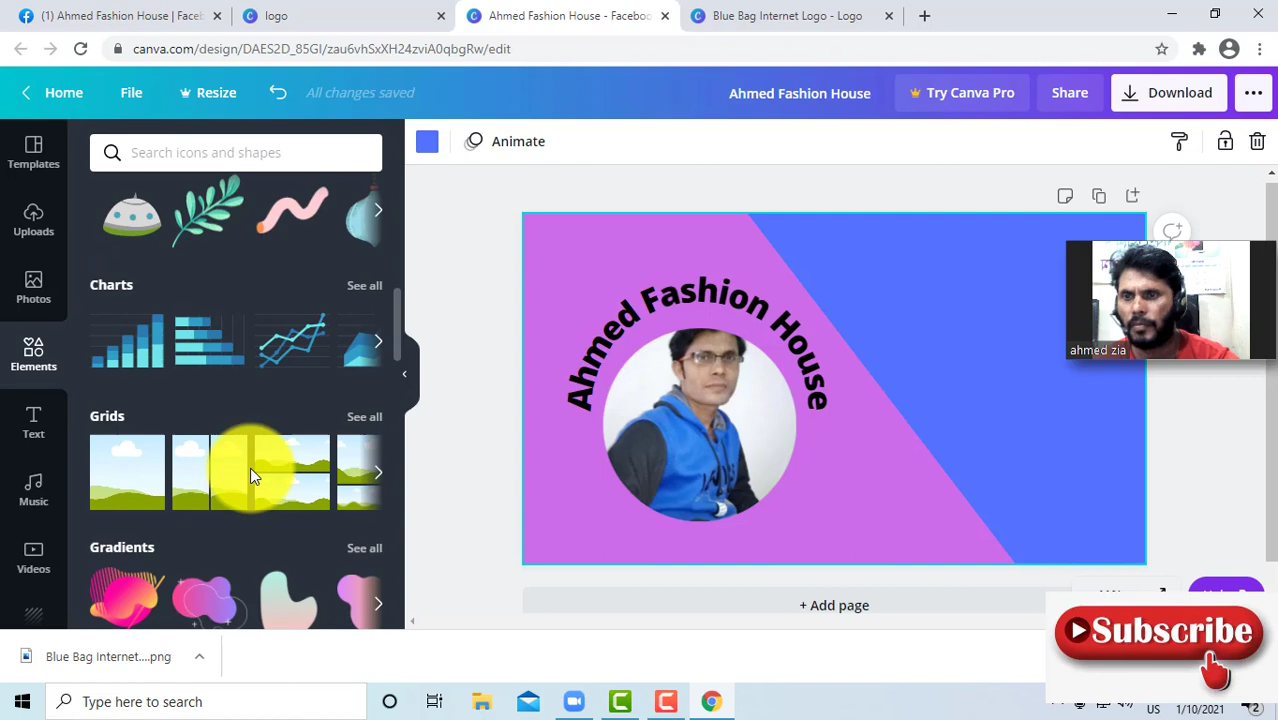 (1) Ahmed Fashion House | Faceb
logo
Ahmed Fashion House - Faceboo
Blue Bag Internet Logo - Logo
canva.com/design/DAES2D_85GI/zau6vhSxXH24zviA0qbgRw/edit
Home
File
Resize
All changes saved
Ahmed Fashion House
Try Canva Pro
Share
Download
Templates
Uploads
Photos
Elements
Text
Music
Videos
Search icons and shapes
Animate
Charts
See all
Grids
See all
Gradients
See all
Ahmed Fashion House
ahmed zia
+ Add page
Subscribe
Blue Bag Internet....png
Type here to search
US
1/10/2021
2